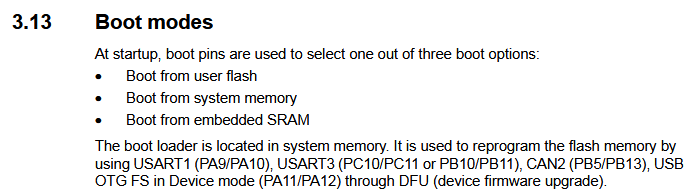 3.13 Boot modes
At startup, boot pins are used to select one out of three boot options:
• Boot from user flash
• Boot from system memory
• Boot from embedded SRAM
The boot loader is located in system memory. It is used to reprogram the flash memory by
using USART1 (PA9/PA10), USART3 (PC10/PC11 or PB10/PB11), CAN2 (PB5/PB13), USB
OTG FS in Device mode (PA11/PA12) through DFU (device firmware upgrade).